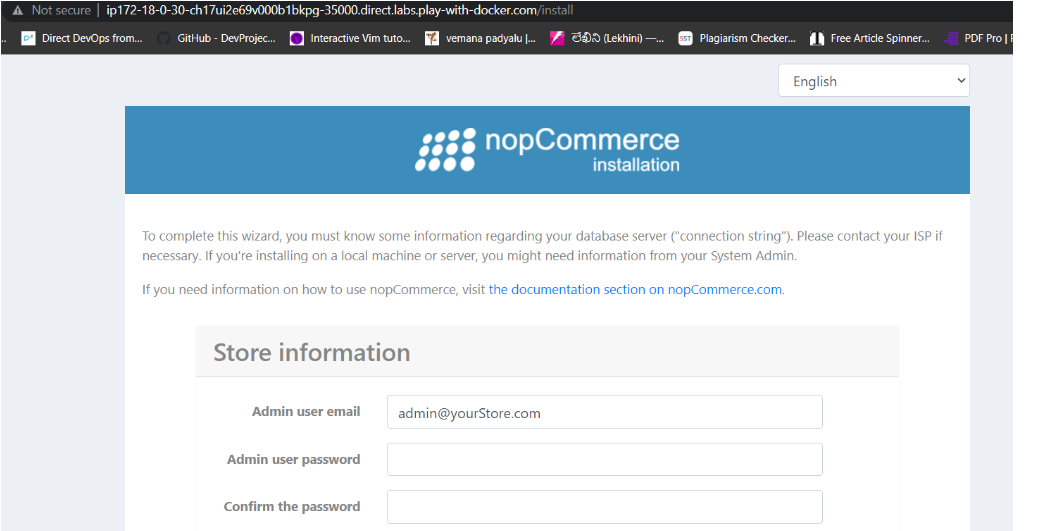 Not secure | ip172-18-0-30-ch17ui2e69v000b1bkpg-35000.direct.labs.play-with-docker.com/install
Direct DevOps from... GitHub - DevProjec... Interactive Vim tuto... vemana padyalu |... తెలుగు (Lekhini) —... SST Plagiarism Checker... Free Article Spinner... PDF Pro |
English
nopCommerce
installation
To complete this wizard, you must know some information regarding your database server ("connection string"). Please contact your ISP if
necessary. If you're installing on a local machine or server, you might need information from your System Admin.
If you need information on how to use nopCommerce, visit the documentation section on nopCommerce.com.
Store information
Admin user email
admin@yourStore.com
Admin user password
Confirm the password